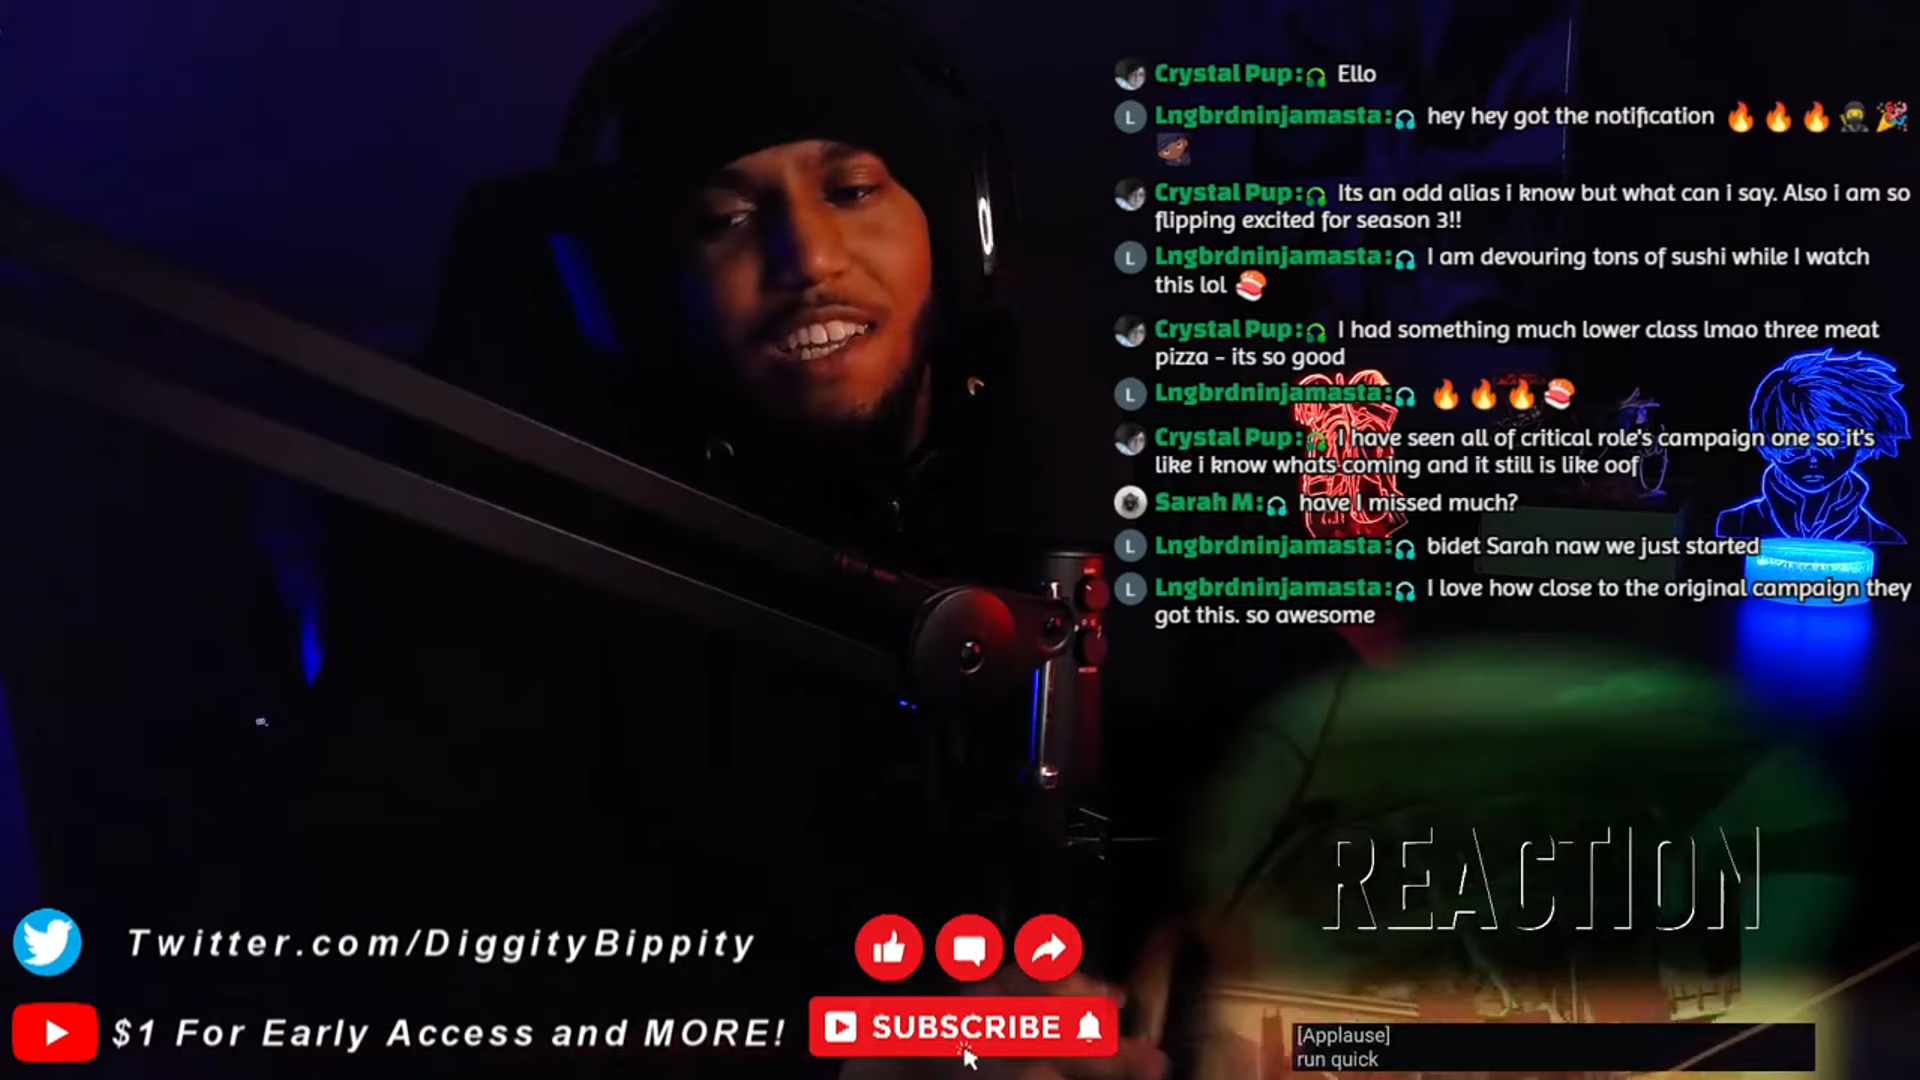 Crystal Pup: Ello
L Lngbrdninjamasta: hey hey got the notification 🔥🔥🔥🥷🎉
Crystal Pup: Its an odd alias i know but what can i say. Also i am so
flipping excited for season 3!!
L Lngbrdninjamasta: I am devouring tons of sushi while I watch
this lol 🍣
Crystal Pup: I had something much lower class lmao three meat
pizza - its so good
L Lngbrdninjamasta: 🔥🔥🔥🍣
Crystal Pup: I have seen all of critical role's campaign one so it's
like i know whats coming and it still is like oof
Sarah M: have I missed much?
L Lngbrdninjamasta: bidet Sarah naw we just started
L Lngbrdninjamasta: I love how close to the original campaign they
got this. so awesome
REACTION
Twitter.com/DiggityBippity
$1 For Early Access and MORE!
SUBSCRIBE
[Applause]
run quick